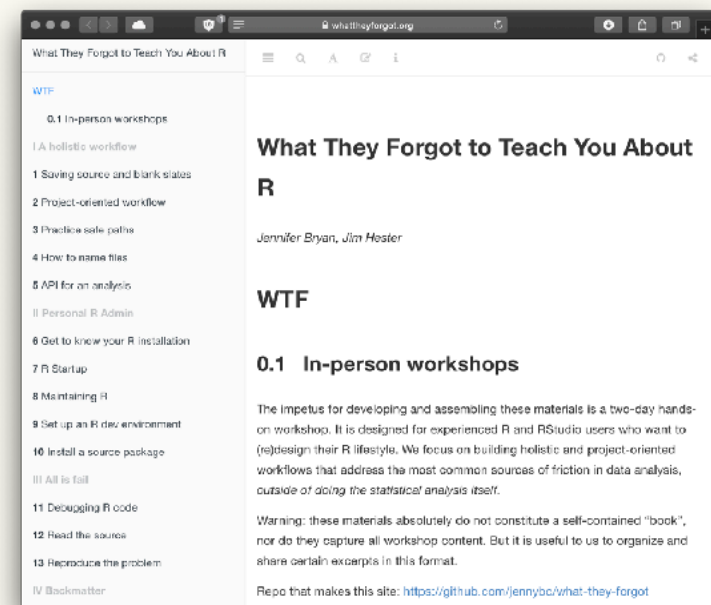 whattheyforgot.org
What They Forgot to Teach You About R
WTF
0.1 In-person workshops
I A holistic workflow
1 Saving source and blank slates
2 Project-oriented workflow
3 Practice safe paths
4 How to name files
5 API for an analysis
II Personal R Admin
6 Get to know your R installation
7 R Startup
8 Maintaining R
9 Set up an R dev environment
10 Install a source package
III All is fail
11 Debugging R code
12 Read the source
13 Reproduce the problem
IV Backmatter
What They Forgot to Teach You About
R
Jennifer Bryan, Jim Hester
WTF
0.1 In-person workshops
The impetus for developing and assembling these materials is a two-day hands-
on workshop. It is designed for experienced R and RStudio users who want to
(re)design their R lifestyle. We focus on building holistic and project-oriented
workflows that address the most common sources of friction in data analysis,
outside of doing the statistical analysis itself.
Warning: these materials absolutely do not constitute a self-contained “book”,
nor do they capture all workshop content. But it is useful to us to organize and
share certain excerpts in this format.
Repo that makes this site: https://github.com/jennybc/what-they-forgot